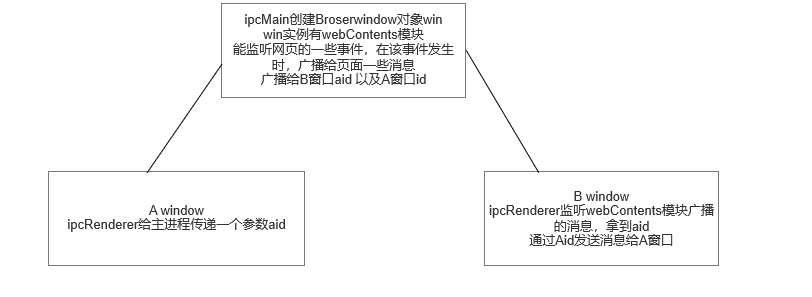 ipcMain创建Broserwindow对象win
win实例有webContents模块
能监听网页的一些事件，在该事件发生
时，广播给页面一些消息
广播给B窗口aid 以及A窗口id
A window
ipcRenderer给主进程传递一个参数aid
B window
ipcRenderer监听webContents模块广播
的消息，拿到aid
通过Aid发送消息给A窗口